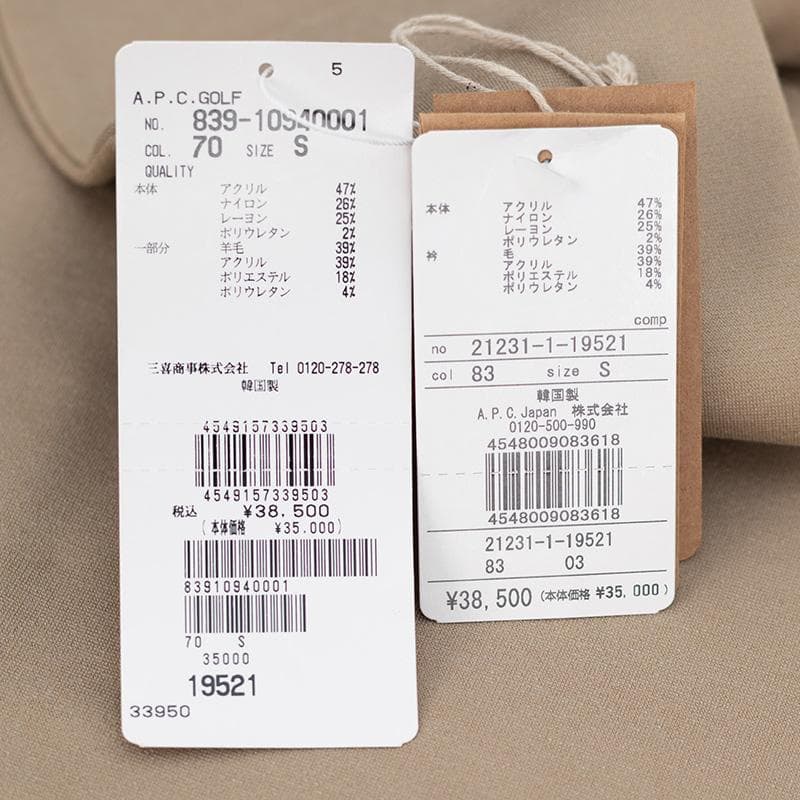 5
A.P.C.GOLF
NO. 839-10940001
COL. 70 SIZE S
QUALITY
本体 アクリル 47%
ナイロン 26%
レーヨン 25%
ポリウレタン 2%
一部分 羊毛 39%
アクリル 39%
ポリエステル 18%
ポリウレタン 4%
三喜商事株式会社 Tel 0120-278-278
韓国製
4549157339503
4549157339503
税込 ¥38.500
(本体価格 ¥35.000)
83910940001
70 S
35000
19521
33950
本体 アクリル 47%
ナイロン 26%
レーヨン 25%
ポリウレタン 2%
衿 毛 39%
アクリル 39%
ポリエステル 18%
ポリウレタン 4%
comp
no 21231-1-19521
col 83 size S
韓国製
A.P.C.Japan 株式会社
0120-500-990
4548009083618
4548009083618
21231-1-19521
83 03
¥38,500 (本体価格 ¥35,000)